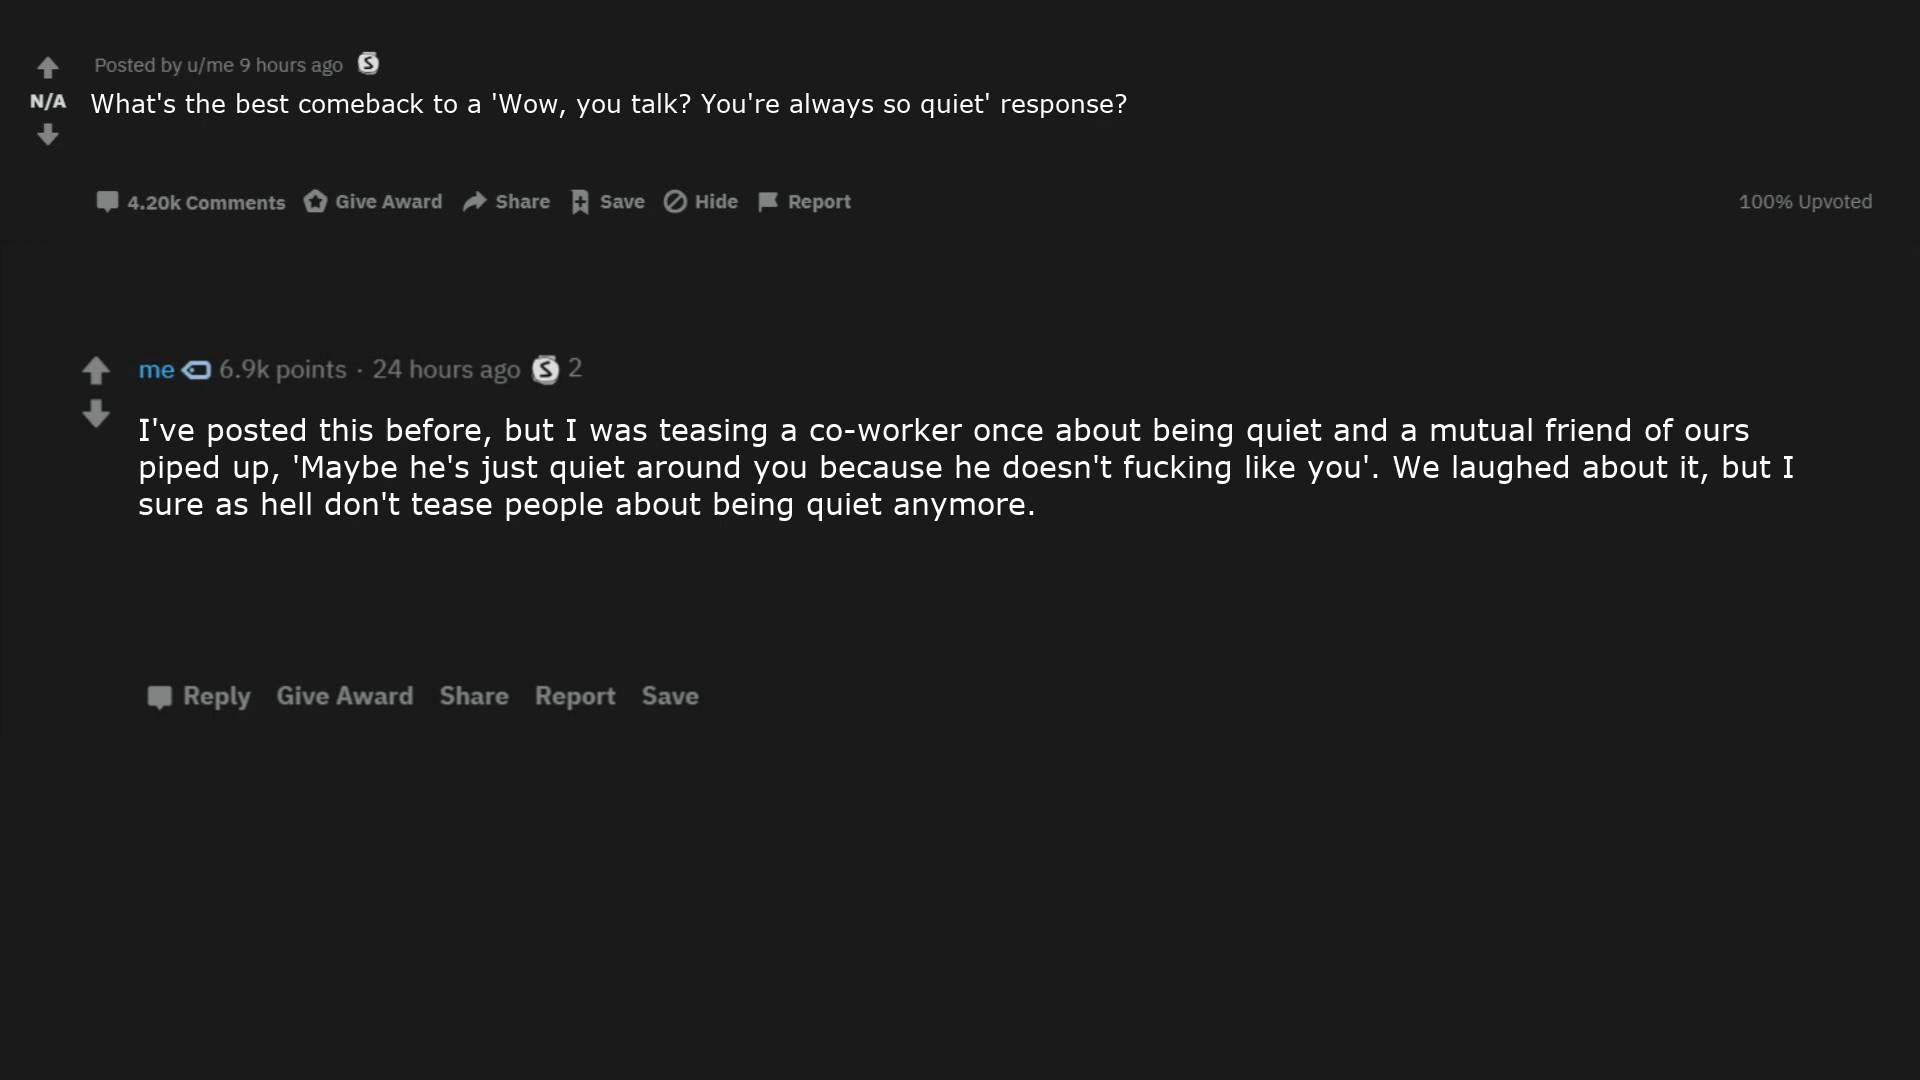 Posted by u/me 9 hours ago
N/A
What's the best comeback to a 'Wow, you talk? You're always so quiet' response?
4.20k Comments Give Award Share Save Hide Report 100% Upvoted
me 6.9k points · 24 hours ago S 2
I've posted this before, but I was teasing a co-worker once about being quiet and a mutual friend of ours
piped up, 'Maybe he's just quiet around you because he doesn't fucking like you'. We laughed about it, but I
sure as hell don't tease people about being quiet anymore.
Reply Give Award Share Report Save